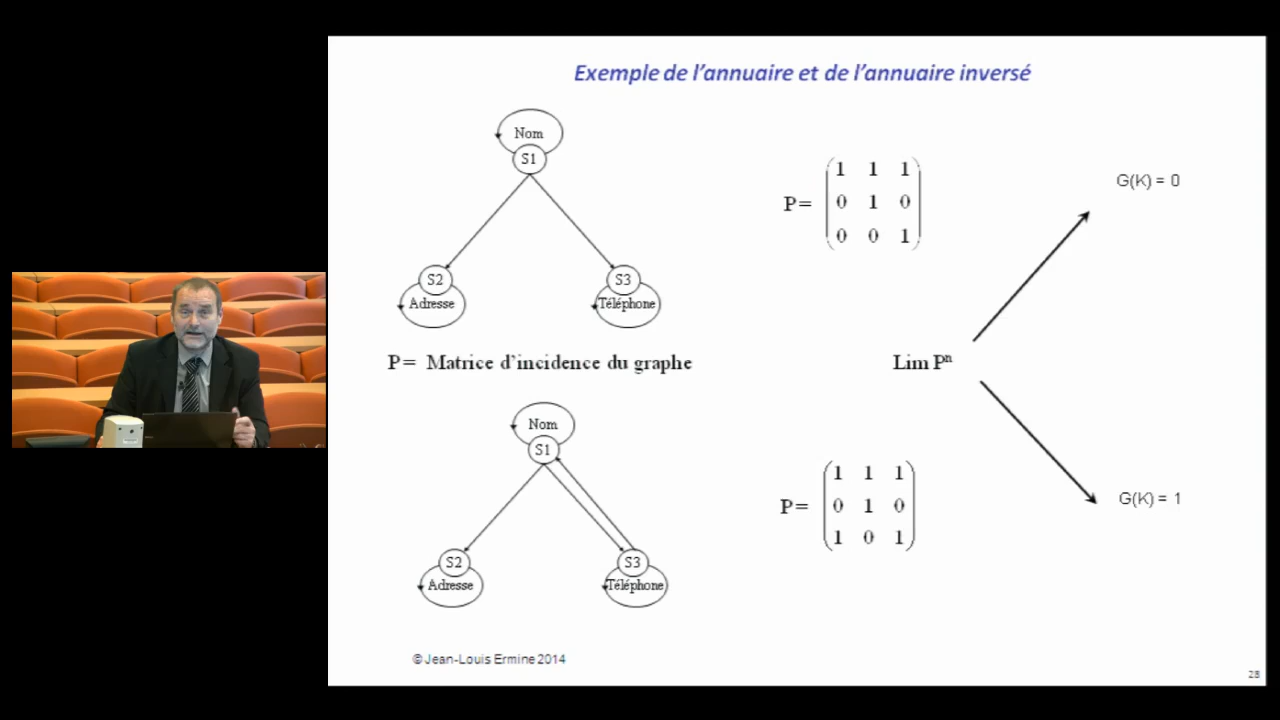 Exemple de l'annuaire et de l'annuaire inversé
Nom
S1
S2
Adresse
S3
Téléphone
P= Matrice d'incidence du graphe
Nom
S1
S2
Adresse
S3
Téléphone
P=
1 1 1
0 1 0
0 0 1
Lim Pⁿ
P=
1 1 1
0 1 0
1 0 1
G(K) = 0
G(K) = 1
© Jean-Louis Ermine 2014
28